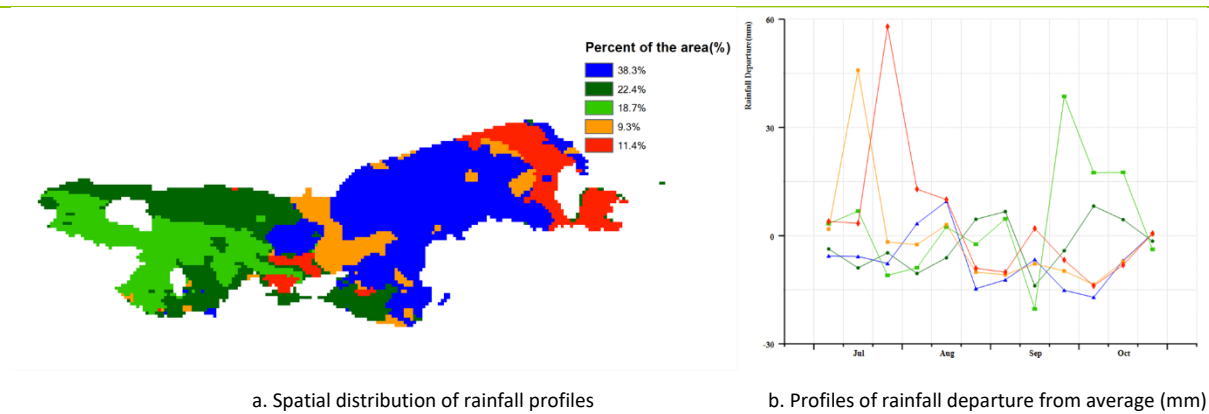 Percent of the area(%)
38.3%
22.4%
18.7%
9.3%
11.4%
60
30
0
-30
Rainfall Departure(mm)
Jul Aug Sep Oct
a. Spatial distribution of rainfall profiles
b. Profiles of rainfall departure from average (mm)